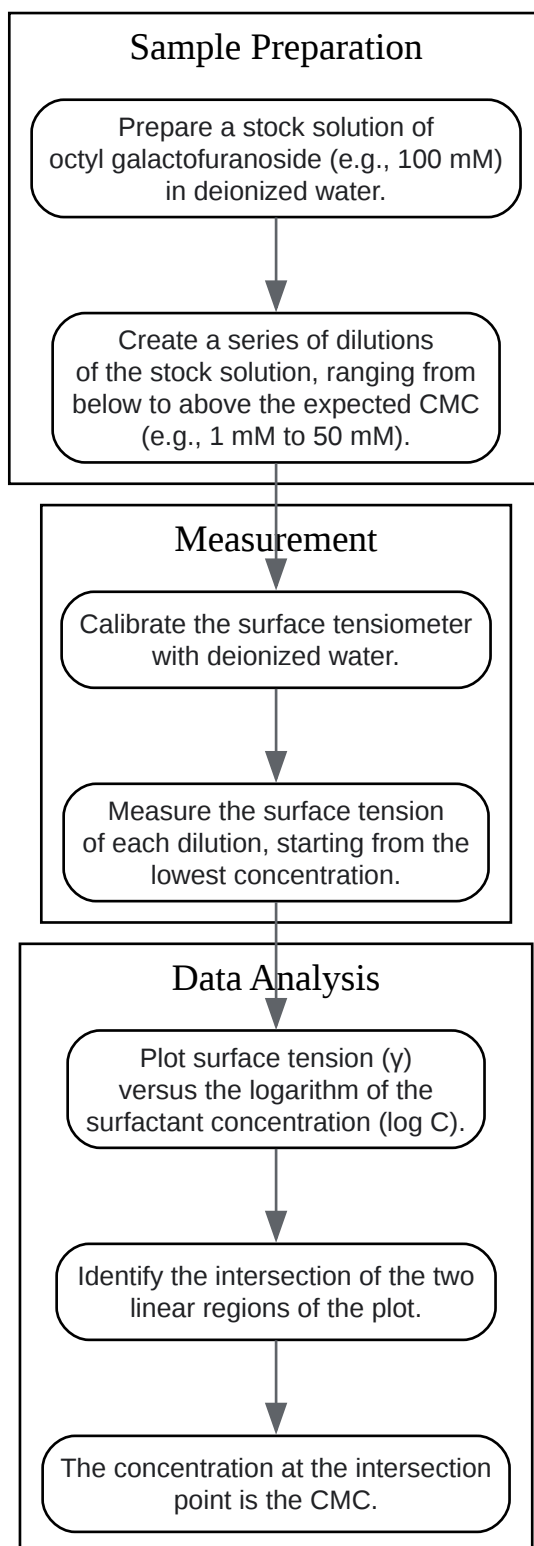 Sample Preparation
Prepare a stock solution of
octyl galactofuranoside (e.g., 100 mM)
in deionized water.
Create a series of dilutions
of the stock solution, ranging from
below to above the expected CMC
(e.g., 1 mM to 50 mM).
Measurement
Calibrate the surface tensiometer
with deionized water.
Measure the surface tension
of each dilution, starting from the
lowest concentration.
Data Analysis
Plot surface tension (γ)
versus the logarithm of the
surfactant concentration (log C).
Identify the intersection of the two
linear regions of the plot.
The concentration at the intersection
point is the CMC.